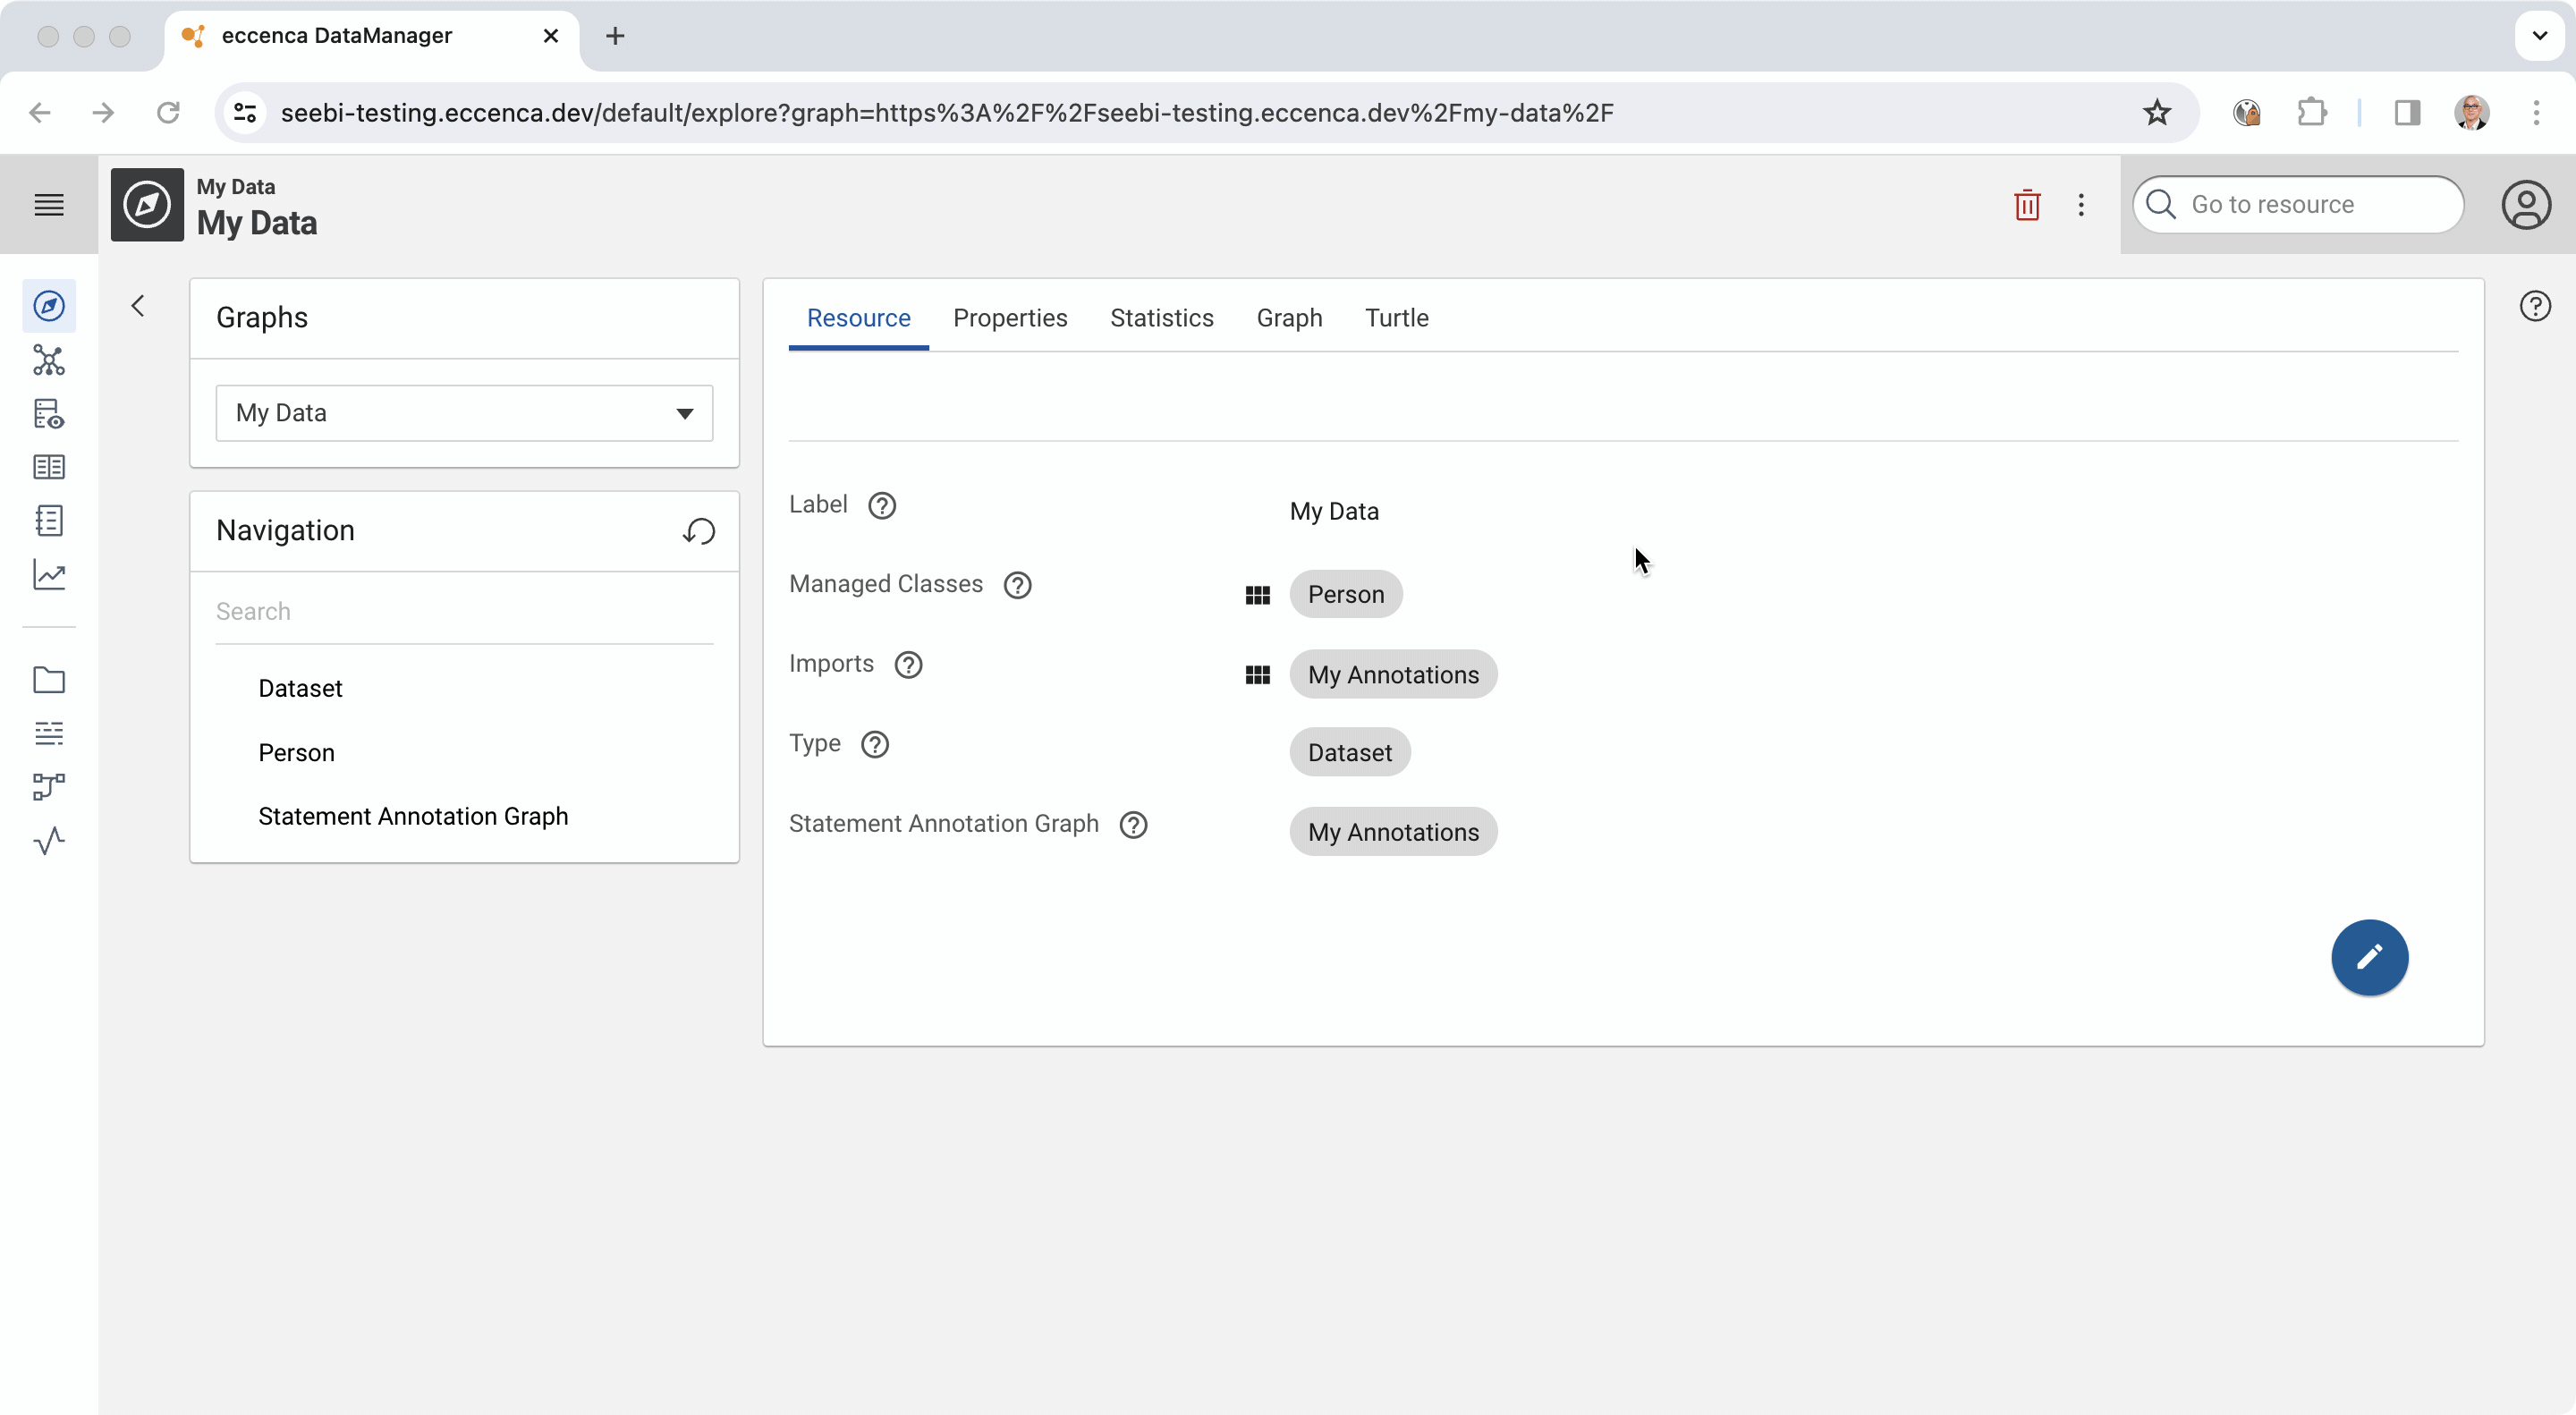 eccenca DataManager
seebi-testing.eccenca.dev/default/explore?graph=https%3A%2F%2Fseebi-testing.eccenca.dev%2Fmy-data%2F
My Data
My Data
Go to resource
Graphs
My Data
Navigation
Search
Dataset
Person
Statement Annotation Graph
Resource Properties Statistics Graph Turtle
Label My Data
Managed Classes Person
Imports My Annotations
Type Dataset
Statement Annotation Graph My Annotations